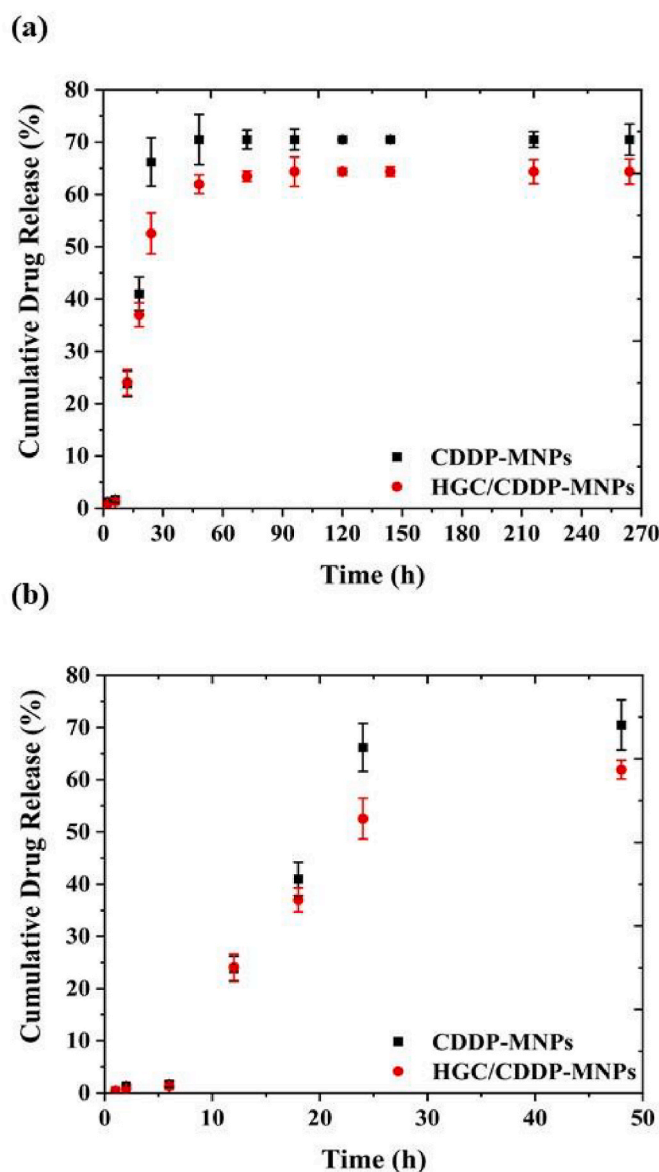 (a)
Cumulative Drug Release (%)
80
70
60
50
40
30
20
10
0
CDDP-MNPs
HGC/CDDP-MNPs
0 30 60 90 120 150 180 210 240 270
Time (h)
(b)
Cumulative Drug Release (%)
80
70
60
50
40
30
20
10
0
CDDP-MNPs
HGC/CDDP-MNPs
0 10 20 30 40 50
Time (h)